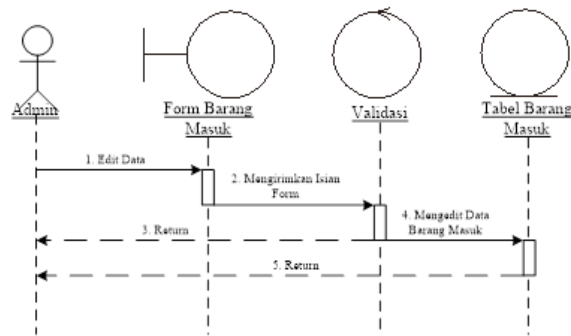 Admin
Form Barang
Masuk
Validasi
Tabel Barang
Masuk
1. Edit Data
2. Mengirimkan Isian
Form
3. Return
4. Mengedit Data
Barang Masuk
5. Return